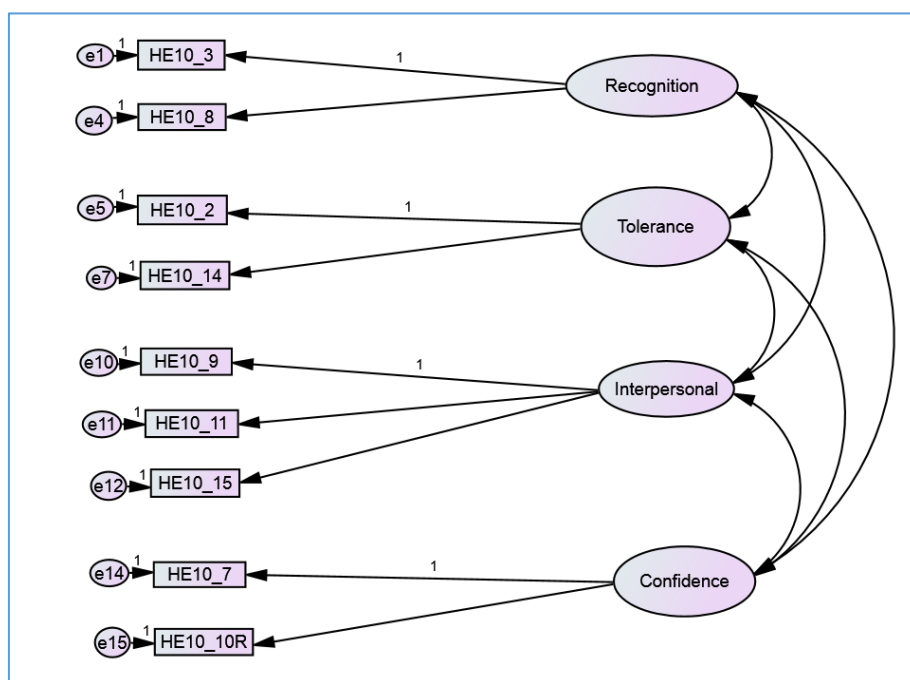 e1 1 HE10_3 1 Recognition
e4 1 HE10_8
e5 1 HE10_2 1 Tolerance
e7 1 HE10_14
e10 1 HE10_9 1 Interpersonal
e11 1 HE10_11
e12 1 HE10_15
e14 1 HE10_7 1 Confidence
e15 1 HE10_10R